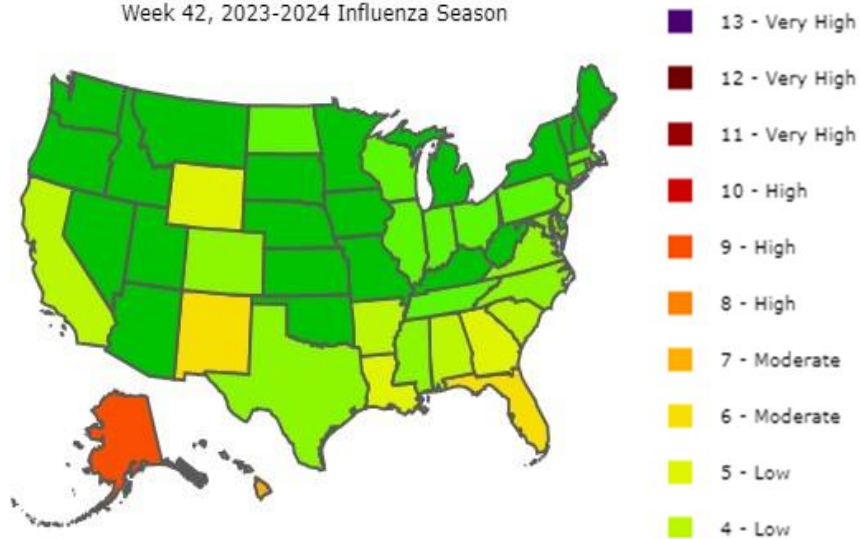 Week 42, 2023-2024 Influenza Season
13 - Very High
12 - Very High
11 - Very High
10 - High
9 - High
8 - High
7 - Moderate
6 - Moderate
5 - Low
4 - Low